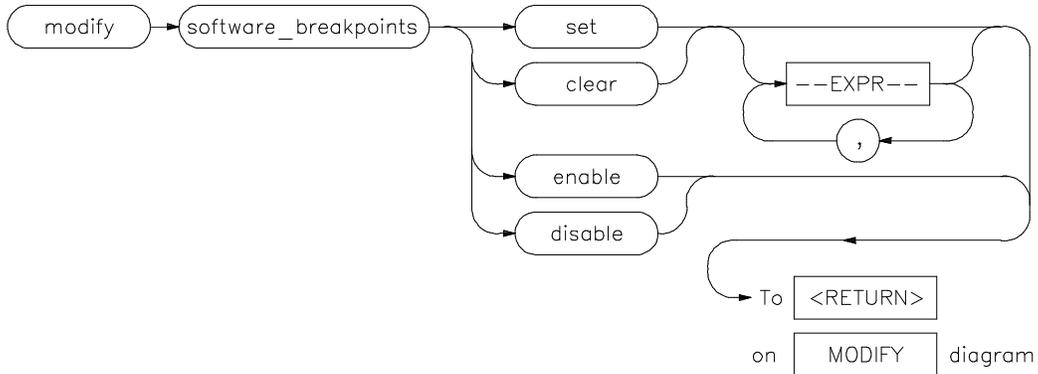 modify software_breakpoints set
clear
--EXPR--
,
enable
disable
To <RETURN>
on MODIFY diagram